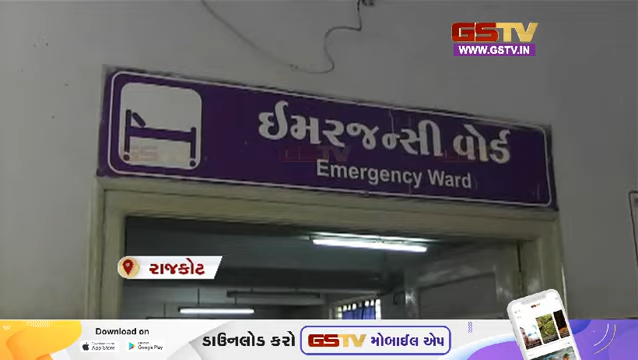 GSTV
WWW.GSTV.IN
ઈમરજન્સી વોર્ડ
Emergency Ward
રાજકોટ
Download on
App Store
Google Play
ડાઉનલોડ કરો GSTV મોબાઈલ એપ